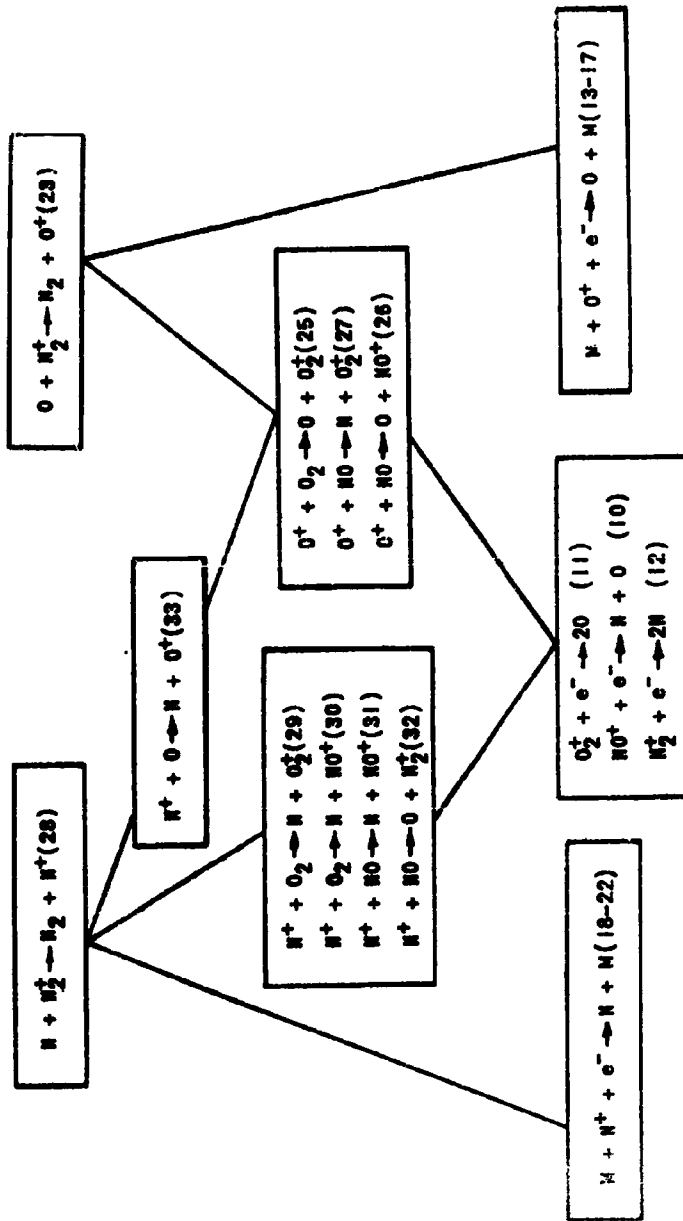 N + N₂⁺ → N₂ + N⁺(28)
O + N₂⁺ → N₂ + O⁺(23)
N⁺ + O → N + O⁺(33)
N⁺ + O₂ → N + O₂⁺(29)
N⁺ + O₂ → N + NO⁺(30)
N⁺ + NO → N + NO⁺(31)
N⁺ + NO → O + N₂⁺(32)
O⁺ + O₂ → O + O₂⁺(25)
O⁺ + NO → N + O₂⁺(27)
O⁺ + NO → O + NO⁺(26)
M + N⁺ + e⁻ → N + M(18-22)
O₂⁺ + e⁻ → 2O (11)
NO⁺ + e⁻ → N + O (10)
N₂⁺ + e⁻ → 2N (12)
M + O⁺ + e⁻ → O + M(13-17)